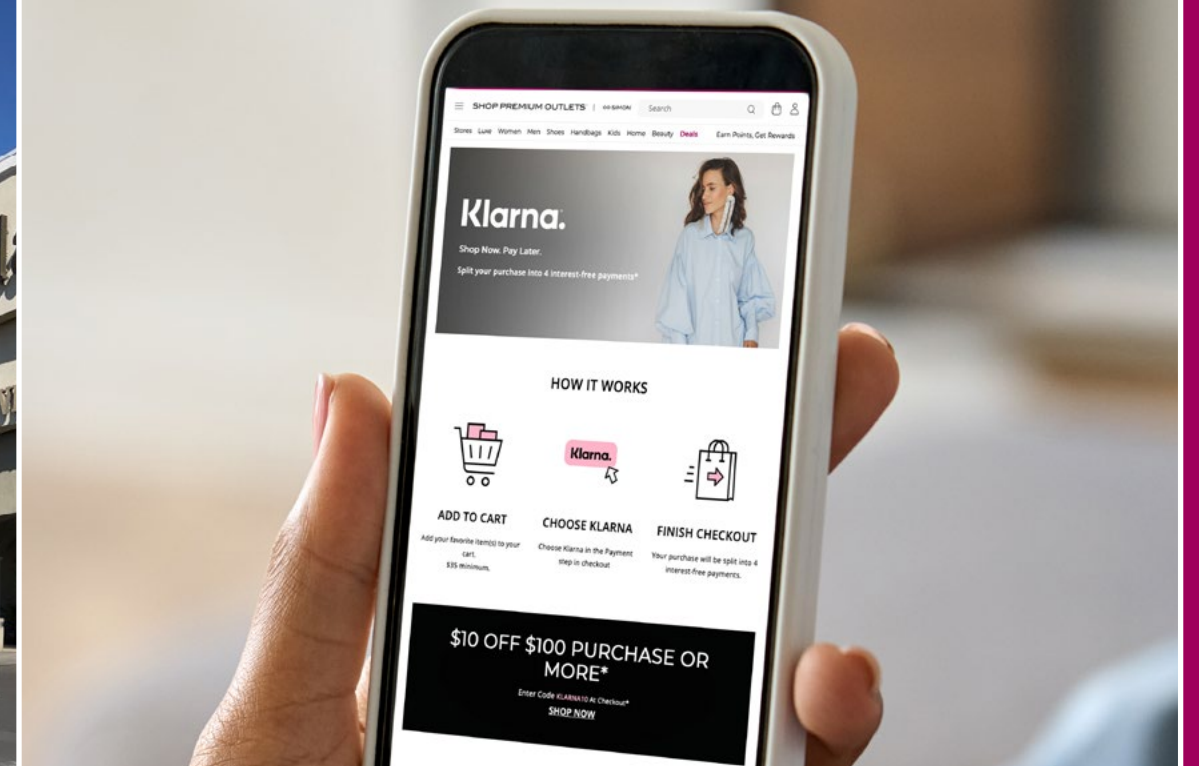 SHOP PREMIUM OUTLETS | SIMON Search
Stores Luxe Women Men Shoes Handbags Kids Home Beauty Deals Earn Points, Get Rewards
Klarna.
Shop Now. Pay Later.
Split your purchase into 4 interest-free payments*
HOW IT WORKS
Klarna.
ADD TO CART
Add your favorite item(s) to your
cart.
$35 minimum.
CHOOSE KLARNA
Choose Klarna in the Payment
step in checkout
FINISH CHECKOUT
Your purchase will be split into 4
interest-free payments.
$10 OFF $100 PURCHASE OR
MORE*
Enter Code KLARNA10 At Checkout*
SHOP NOW